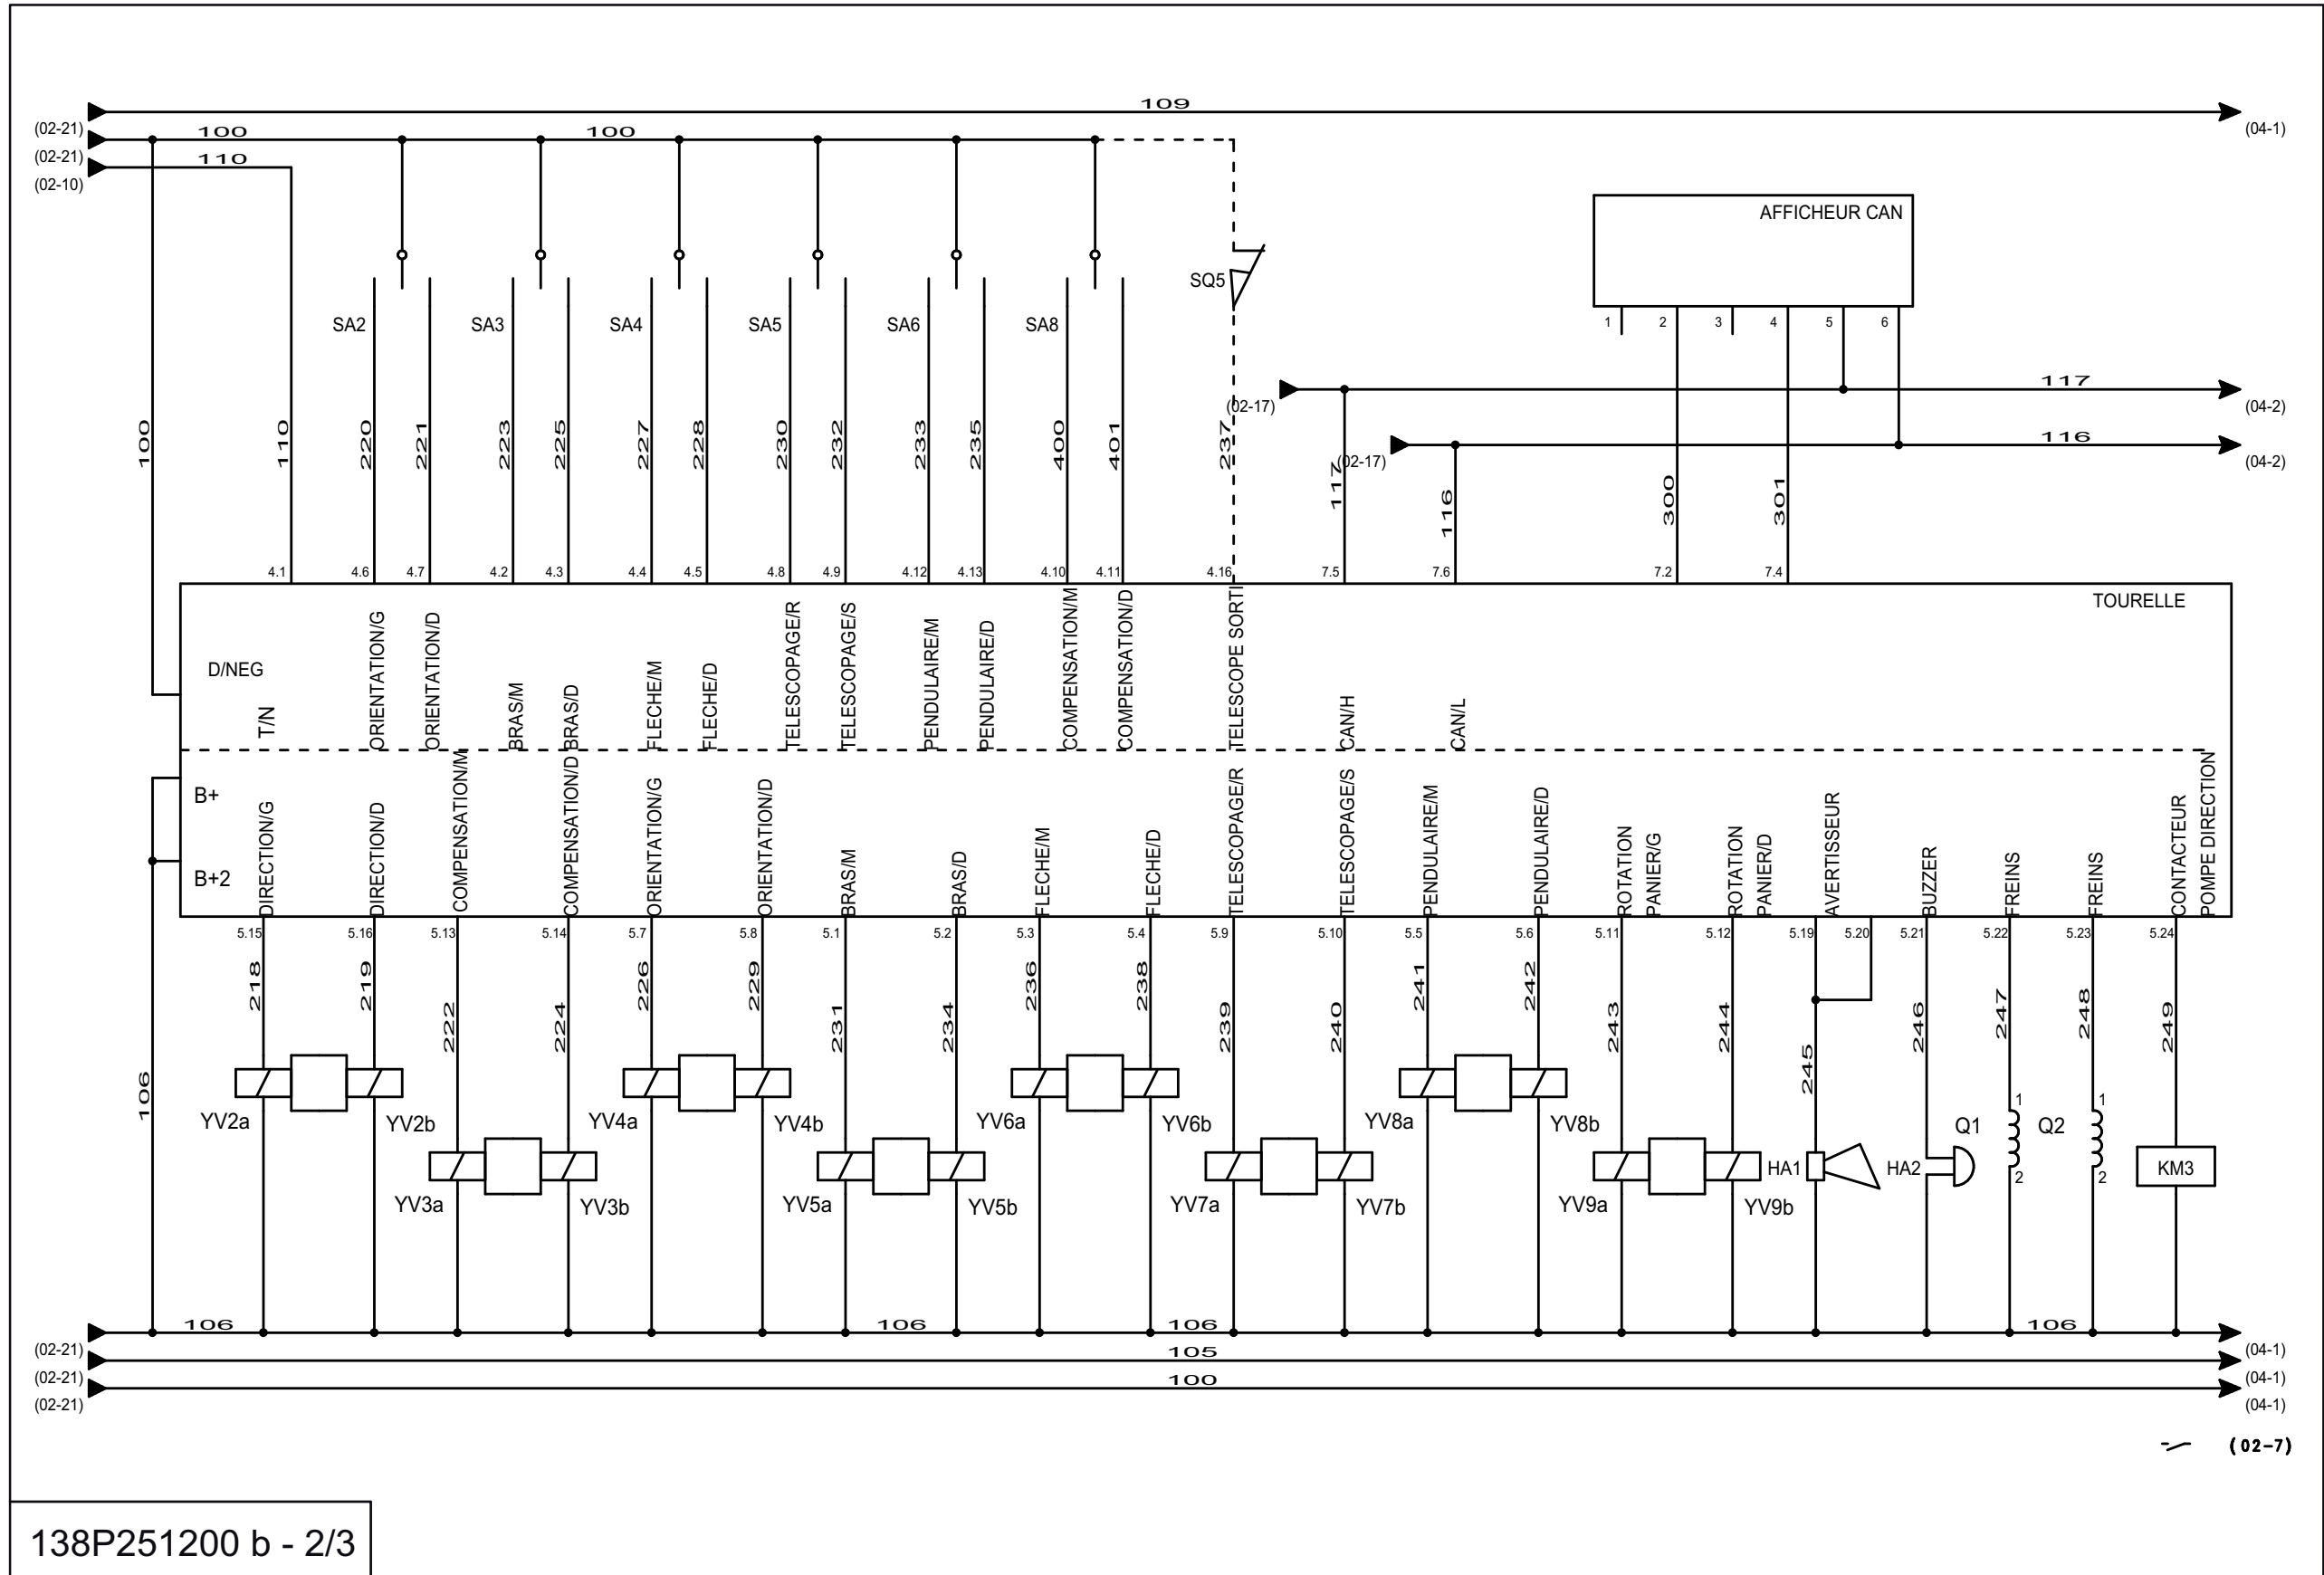 109
(02-21)
(04-1)
100
100
(02-21)
110
(02-10)
AFFICHEUR CAN
SQ5
SA2
SA3
SA4
SA5
SA6
SA8
1
2
3
4
5
6
117
(02-17)
(04-2)
116
(02-17)
(04-2)
100
110
220
221
223
225
227
228
230
232
233
235
400
401
237
117
116
300
301
4.1
4.6
4.7
4.2
4.3
4.4
4.5
4.8
4.9
4.12
4.13
4.10
4.11
4.16
7.5
7.6
7.2
7.4
TOURELLE
D/NEG
T/N
ORIENTATION/G
ORIENTATION/D
BRAS/M
BRAS/D
FLECHE/M
FLECHE/D
TELESCOPAGE/R
TELESCOPAGE/S
PENDULAIRE/M
PENDULAIRE/D
COMPENSATION/M
COMPENSATION/D
TELESCOPE SORTI
CAN/H
CAN/L
B+
B+2
DIRECTION/G
DIRECTION/D
COMPENSATION/M
COMPENSATION/D
ORIENTATION/G
ORIENTATION/D
BRAS/M
BRAS/D
FLECHE/M
FLECHE/D
TELESCOPAGE/R
TELESCOPAGE/S
PENDULAIRE/M
PENDULAIRE/D
ROTATION
PANIER/G
ROTATION
PANIER/D
AVERTISSEUR
BUZZER
FREINS
FREINS
CONTACTEUR
POMPE DIRECTION
5.15
5.16
5.13
5.14
5.7
5.8
5.1
5.2
5.3
5.4
5.9
5.10
5.5
5.6
5.11
5.12
5.19
5.20
5.21
5.22
5.23
5.24
106
218
219
222
224
226
229
231
234
236
238
239
240
241
242
243
244
245
246
247
248
249
YV2a
YV2b
YV4a
YV4b
YV6a
YV6b
YV8a
YV8b
Q1
1
2
Q2
1
2
YV3a
YV3b
YV5a
YV5b
YV7a
YV7b
YV9a
YV9b
HA1
HA2
KM3
106
106
106
106
(02-21)
(04-1)
105
(02-21)
(04-1)
100
(02-21)
(04-1)
(02-7)
138P251200 b - 2/3